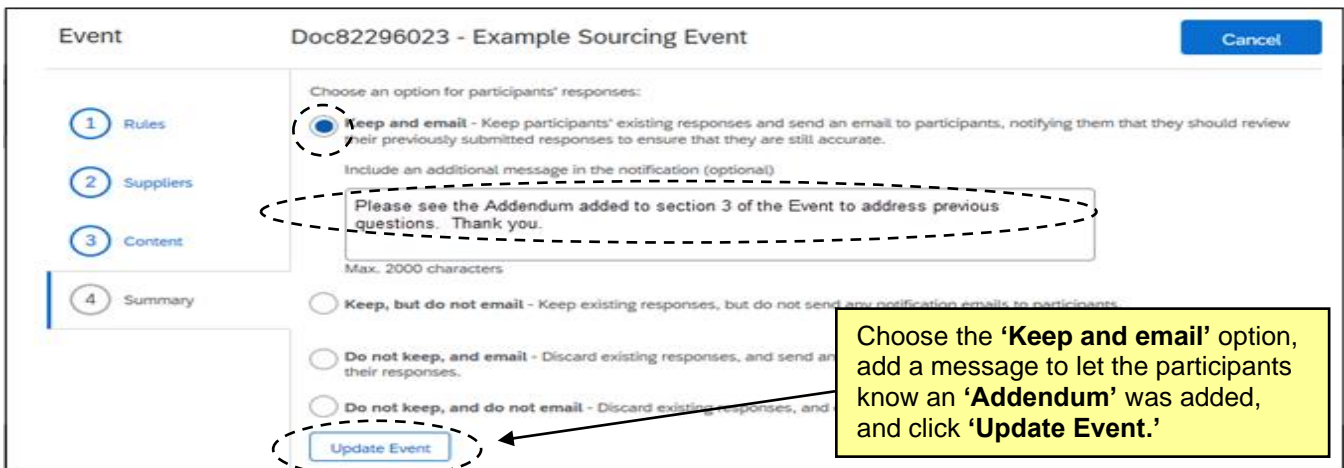 Event
Doc82296023 - Example Sourcing Event
Cancel
1 Rules
2 Suppliers
3 Content
4 Summary
Choose an option for participants' responses:
Keep and email - Keep participants' existing responses and send an email to participants, notifying them that they should review
their previously submitted responses to ensure that they are still accurate.
Include an additional message in the notification (optional)
Please see the Addendum added to section 3 of the Event to address previous
questions. Thank you.
Max. 2000 characters
Keep, but do not email - Keep existing responses, but do not send any notification emails to participants.
Do not keep, and email - Discard existing responses, and send an
their responses.
Do not keep, and do not email - Discard existing responses, and
Update Event
Choose the ‘Keep and email’ option,
add a message to let the participants
know an ‘Addendum’ was added,
and click ‘Update Event.’